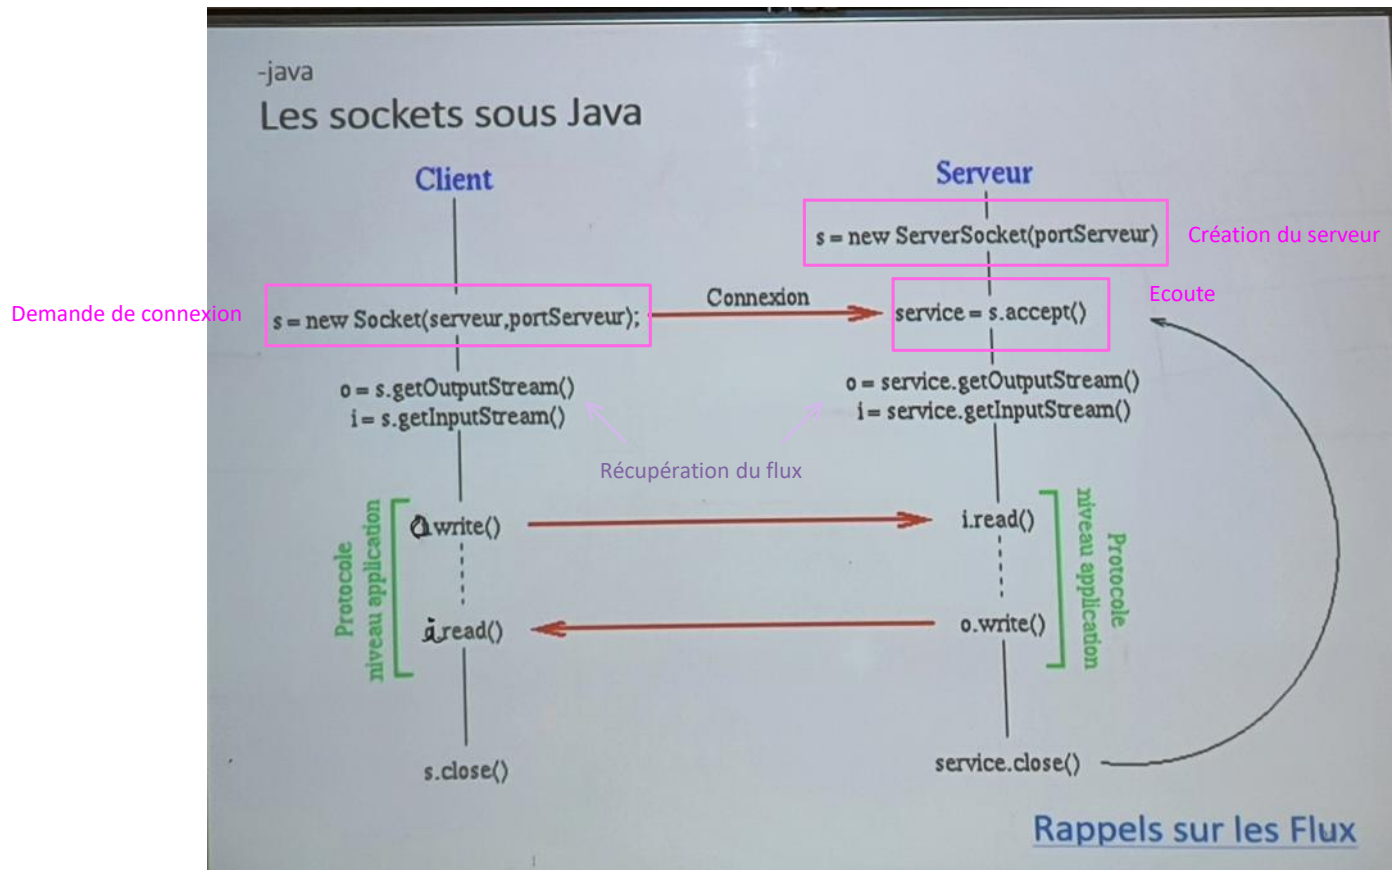 -java
Les sockets sous Java
Client
Serveur
s = new ServerSocket(portServeur)
Création du serveur
Demande de connexion
s = new Socket(serveur,portServeur);
Connexion
service = s.accept()
Ecoute
o = s.getOutputStream()
i = s.getInputStream()
o = service.getOutputStream()
i = service.getInputStream()
Récupération du flux
Protocole
niveau application
o.write()
i.read()
i.read()
o.write()
Protocole
niveau application
s.close()
service.close()
Rappels sur les Flux